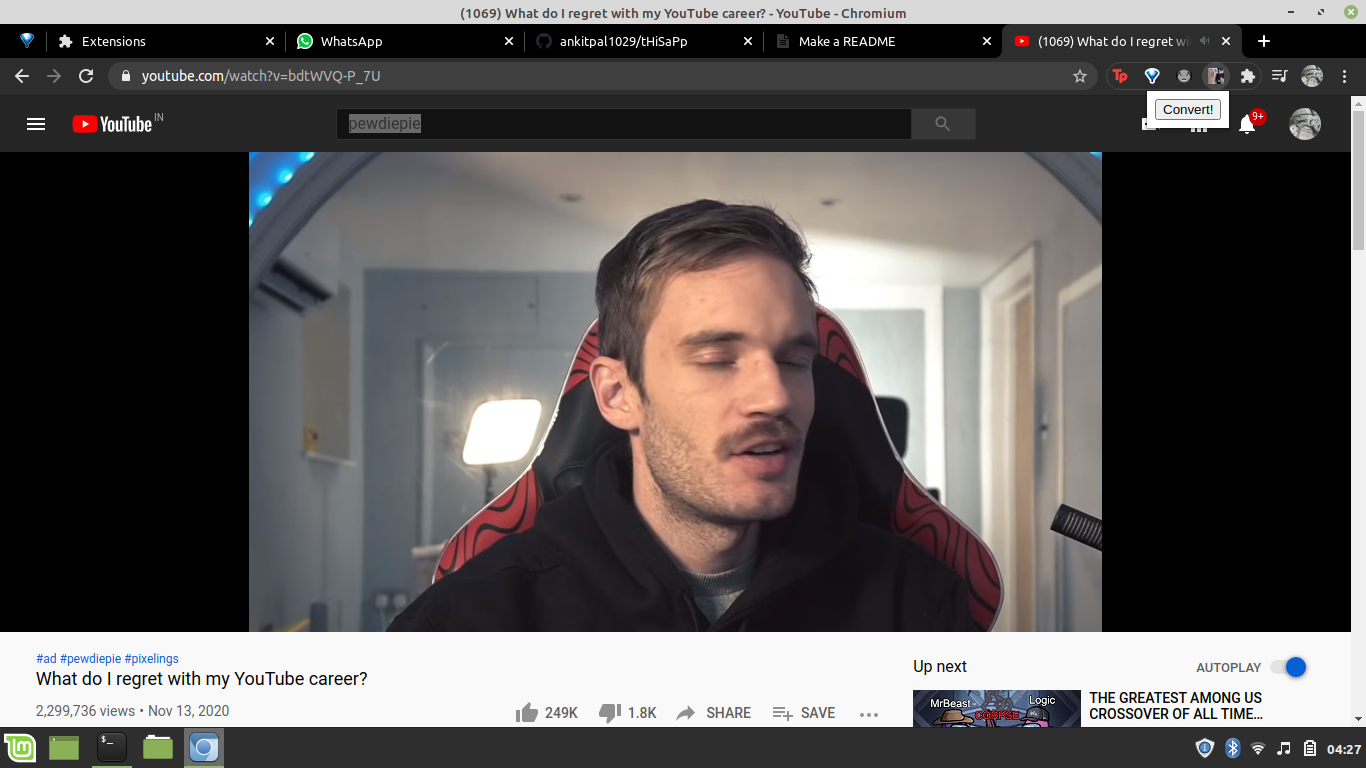 (1069) What do I regret with my YouTube career? - YouTube - Chromium
Extensions
WhatsApp
ankitpal1029/tHiSaPp
Make a README
(1069) What do I regret wi
youtube.com/watch?v=bdtWVQ-P_7U
Tp
Convert!
YouTube IN
pewdiepie
9+
#ad #pewdiepie #pixelings
What do I regret with my YouTube career?
2,299,736 views • Nov 13, 2020
249K
1.8K
SHARE
SAVE
Up next
AUTOPLAY
MrBeast
Logic
CORPSE
THE GREATEST AMONG US
CROSSOVER OF ALL TIME...
$_
04:27